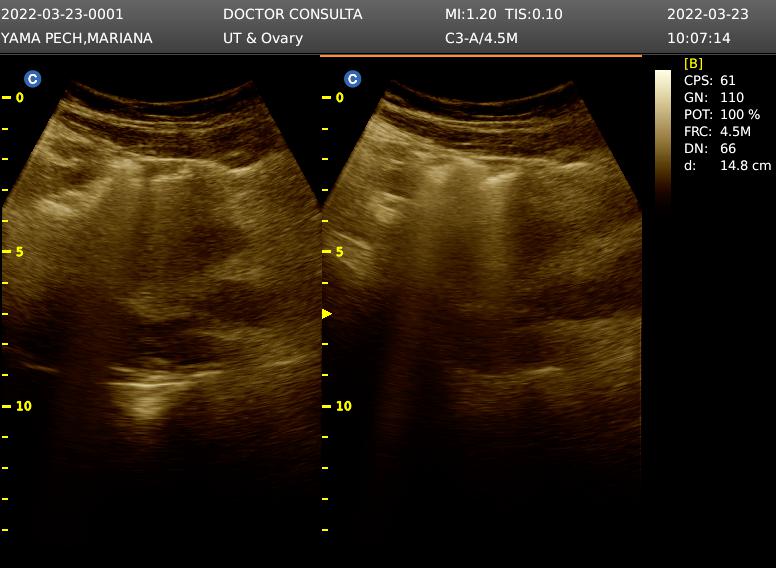 2022-03-23-0001 DOCTOR CONSULTA MI:1.20 TIS:0.10 2022-03-23
YAMA PECH,MARIANA UT & Ovary C3-A/4.5M 10:07:14
[B]
C C
CPS: 61
0 0
GN: 110
POT: 100 %
FRC: 4.5M
DN: 66
d: 14.8 cm
5 5
10 10